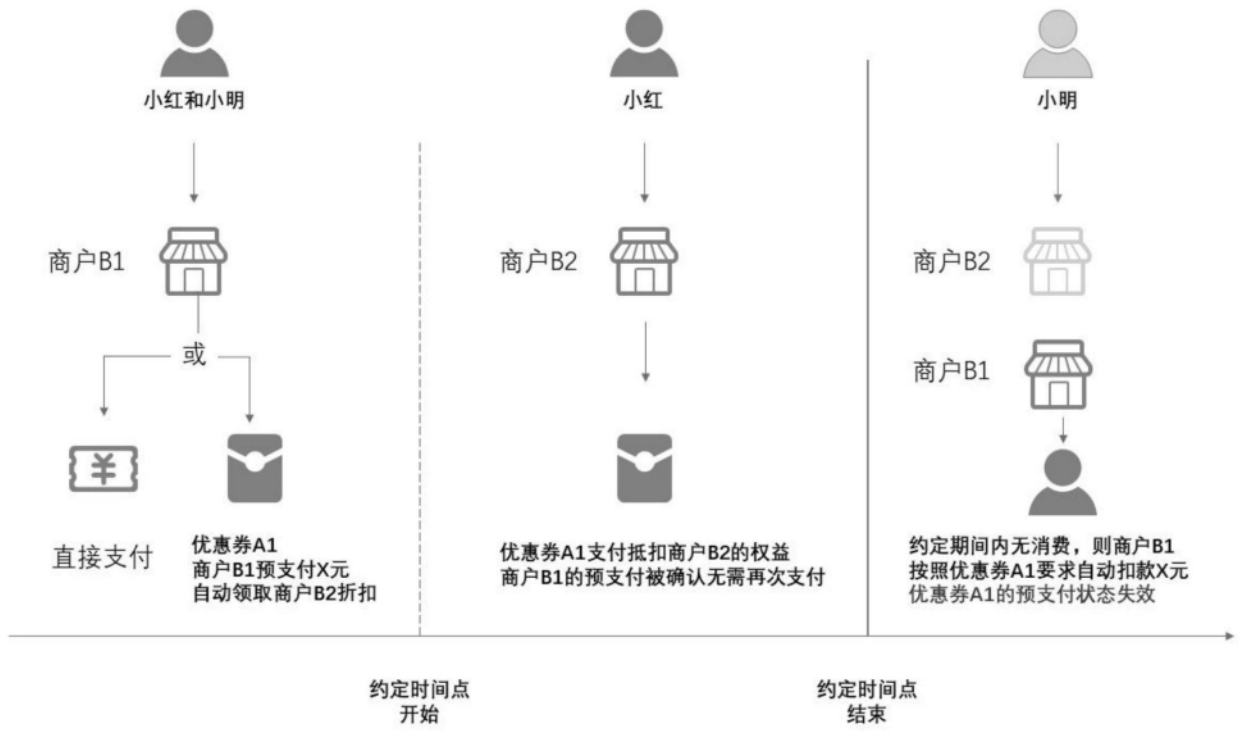 小红和小明
小红
小明
商户B1
商户B2
商户B2
商户B1
或
¥
直接支付
优惠券A1
商户B1预支付X元
自动领取商户B2折扣
优惠券A1支付抵扣商户B2的权益
商户B1的预支付被确认无需再次支付
约定期间内无消费，则商户B1
按照优惠券A1要求自动扣款X元
优惠券A1的预支付状态失效
约定时间点
开始
约定时间点
结束